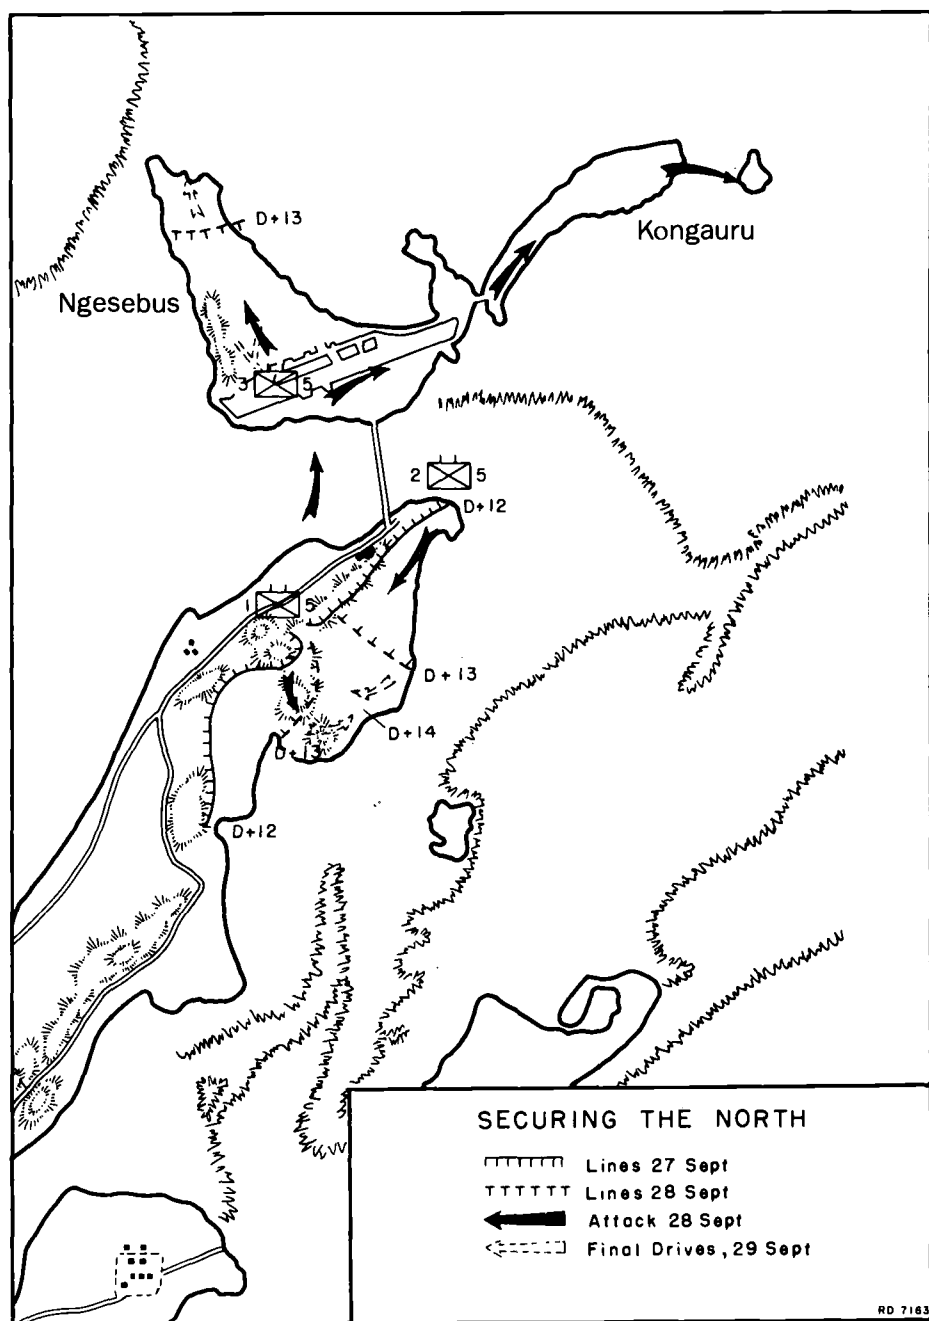 D+13
Kongauru
Ngesebus
3 5
2 5
D+12
1 5
D+13
D+14
D+13
D+12
SECURING THE NORTH
Lines 27 Sept
Lines 28 Sept
Attack 28 Sept
Final Drives, 29 Sept
RD 7163